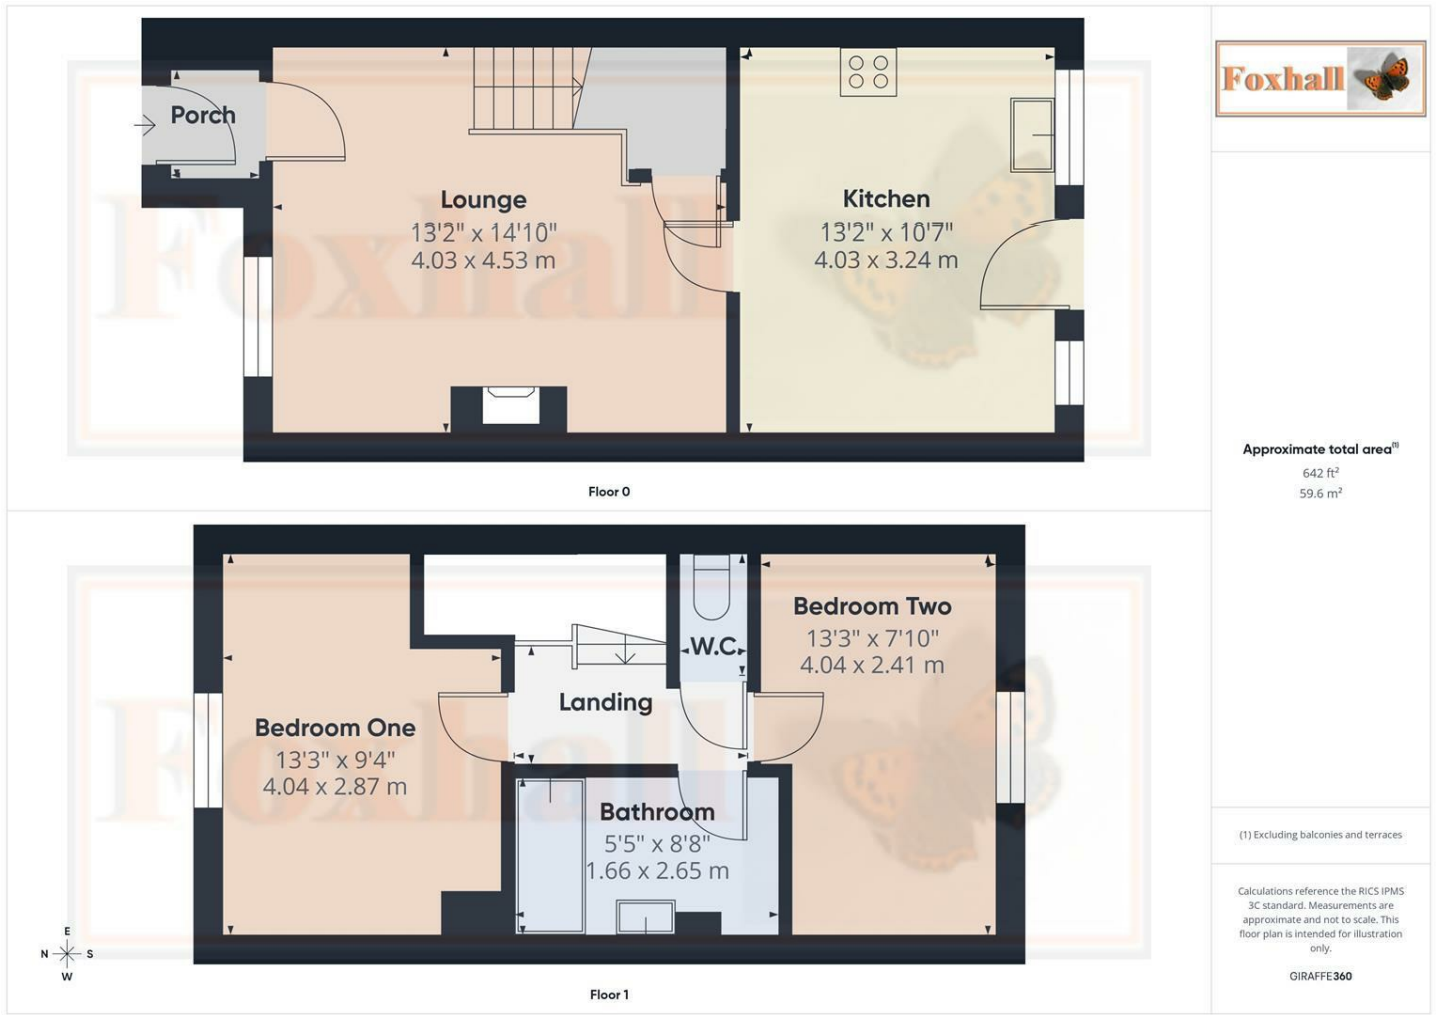 Porch
Lounge
13'2" x 14'10"
4.03 x 4.53 m
Kitchen
13'2" x 10'7"
4.03 x 3.24 m
Foxhall
Floor 0
Foxhall
Approximate total area(1)
642 ft²
59.6 m²
Bedroom One
13'3" x 9'4"
4.04 x 2.87 m
Landing
W.C.
Bedroom Two
13'3" x 7'10"
4.04 x 2.41 m
Bathroom
5'5" x 8'8"
1.66 x 2.65 m
Foxhall
E
N S
W
Floor 1
(1) Excluding balconies and terraces
Calculations reference the RICS IPMS
3C standard. Measurements are
approximate and not to scale. This
floor plan is intended for illustration
only.
GIRAFFE360